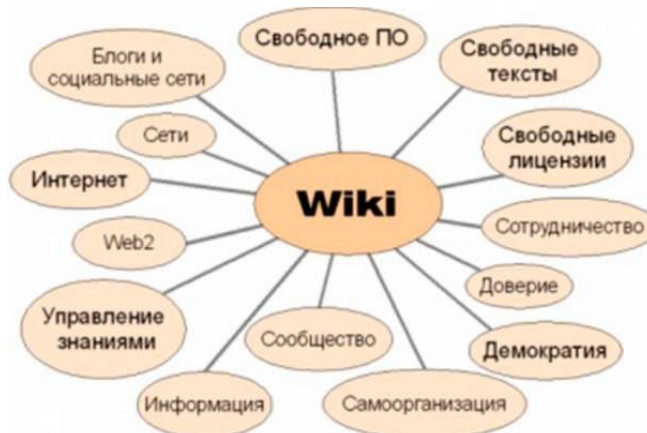 Свободное ПО
Блоги и
социальные сети
Свободные
тексты
Сети
Свободные
лицензии
Интернет
Wiki
Сотрудничество
Web2
Доверие
Управление
знаниями
Сообщество
Демократия
Информация
Самоорганизация